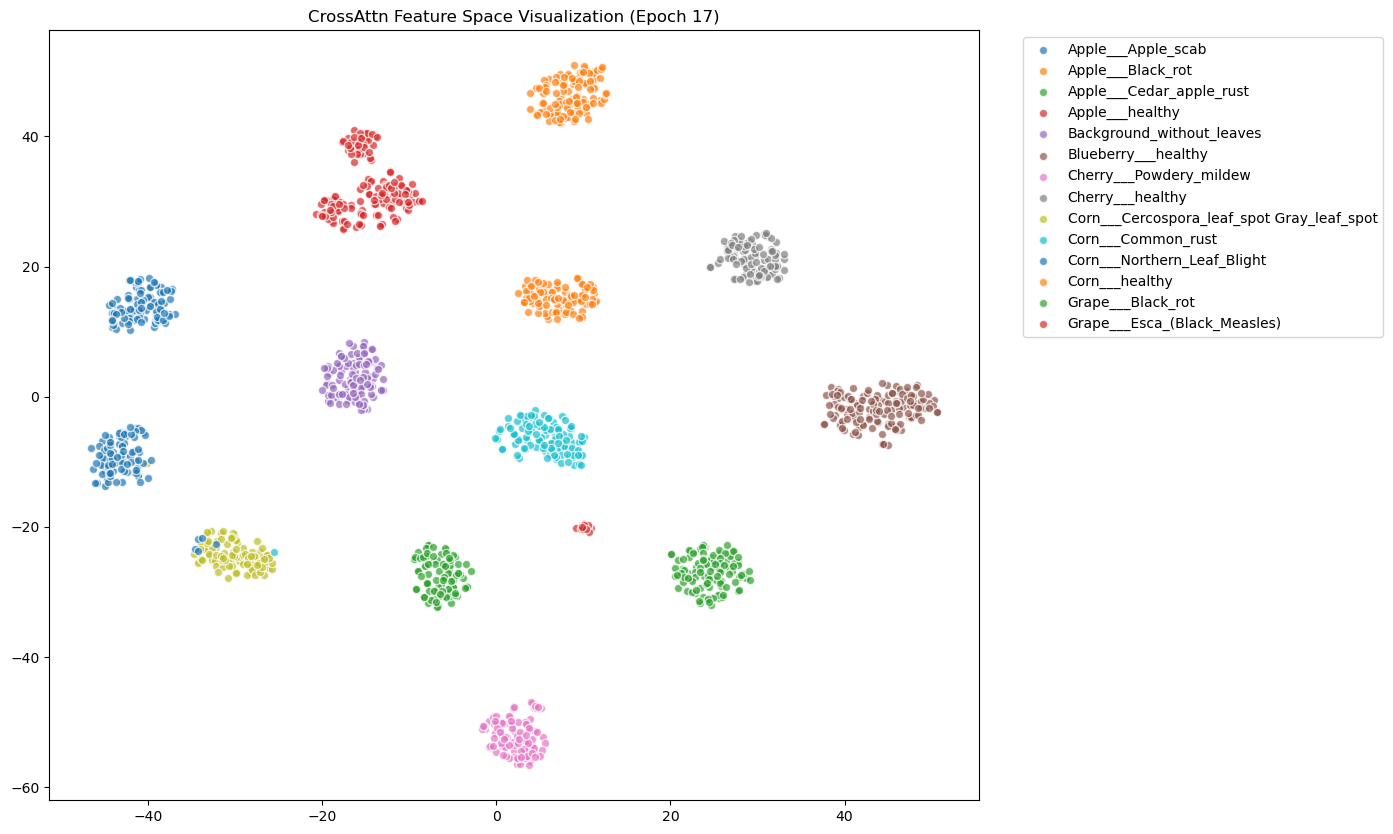 CrossAttn Feature Space Visualization (Epoch 17)
Apple___Apple_scab
Apple___Black_rot
Apple___Cedar_apple_rust
Apple___healthy
Background_without_leaves
Blueberry___healthy
Cherry___Powdery_mildew
Cherry___healthy
Corn___Cercospora_leaf_spot Gray_leaf_spot
Corn___Common_rust
Corn___Northern_Leaf_Blight
Corn___healthy
Grape___Black_rot
Grape___Esca_(Black_Measles)
40
20
0
−20
−40
−60
−40
−20
0
20
40